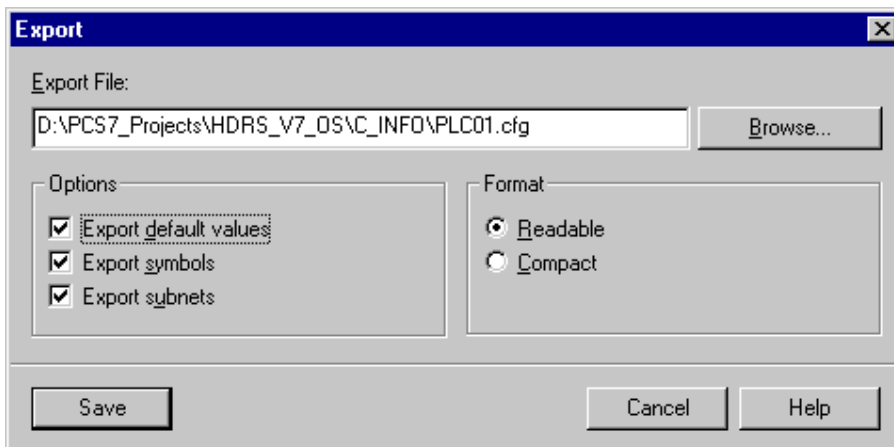 Export
Export File:
D:\PCS7_Projects\HDRS_V7_OS\C_INFO\PLC01.cfg
Browse...
Options
Export default values
Export symbols
Export subnets
Format
Readable
Compact
Save
Cancel
Help